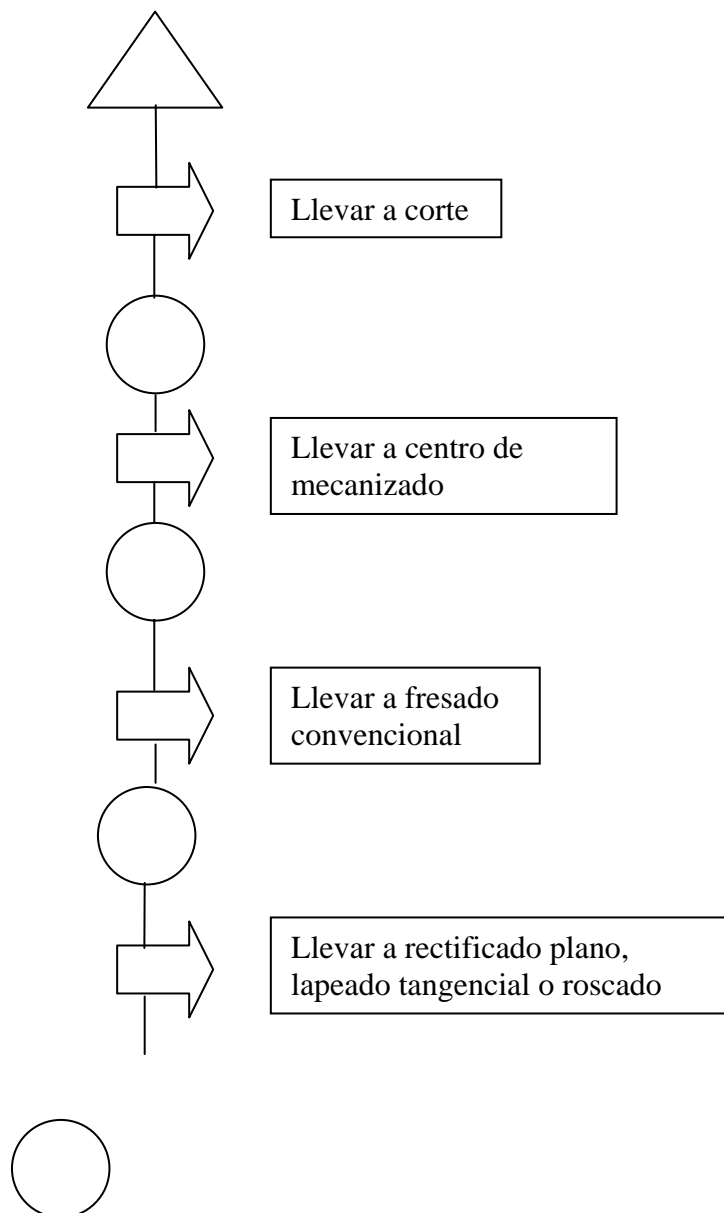 Llevar a corte
Llevar a centro de
mecanizado
Llevar a fresado
convencional
Llevar a rectificado plano,
lapeado tangencial o roscado